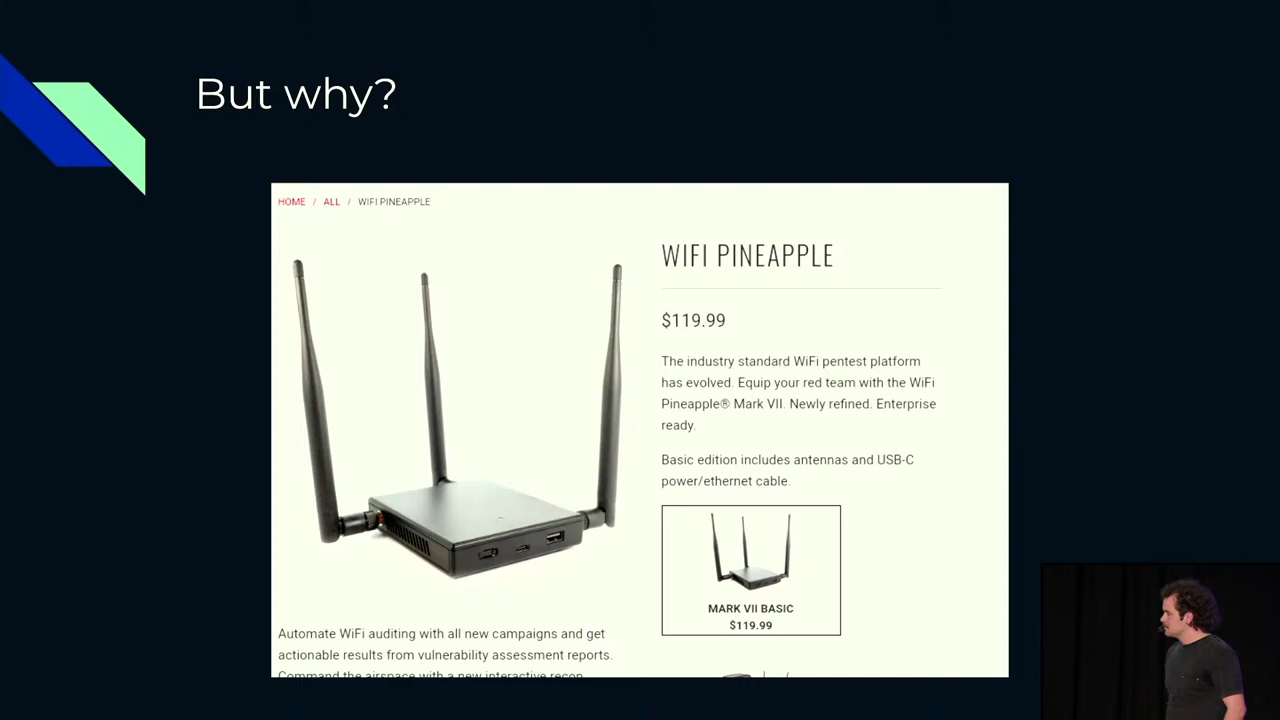 But why?
HOME / ALL / WIFI PINEAPPLE
WIFI PINEAPPLE
$119.99
The industry standard WiFi pentest platform
has evolved. Equip your red team with the WiFi
Pineapple® Mark VII. Newly refined. Enterprise
ready.
Basic edition includes antennas and USB-C
power/ethernet cable.
MARK VII BASIC
$119.99
Automate WiFi auditing with all new campaigns and get
actionable results from vulnerability assessment reports.
Command the airspace with a new interactive recon